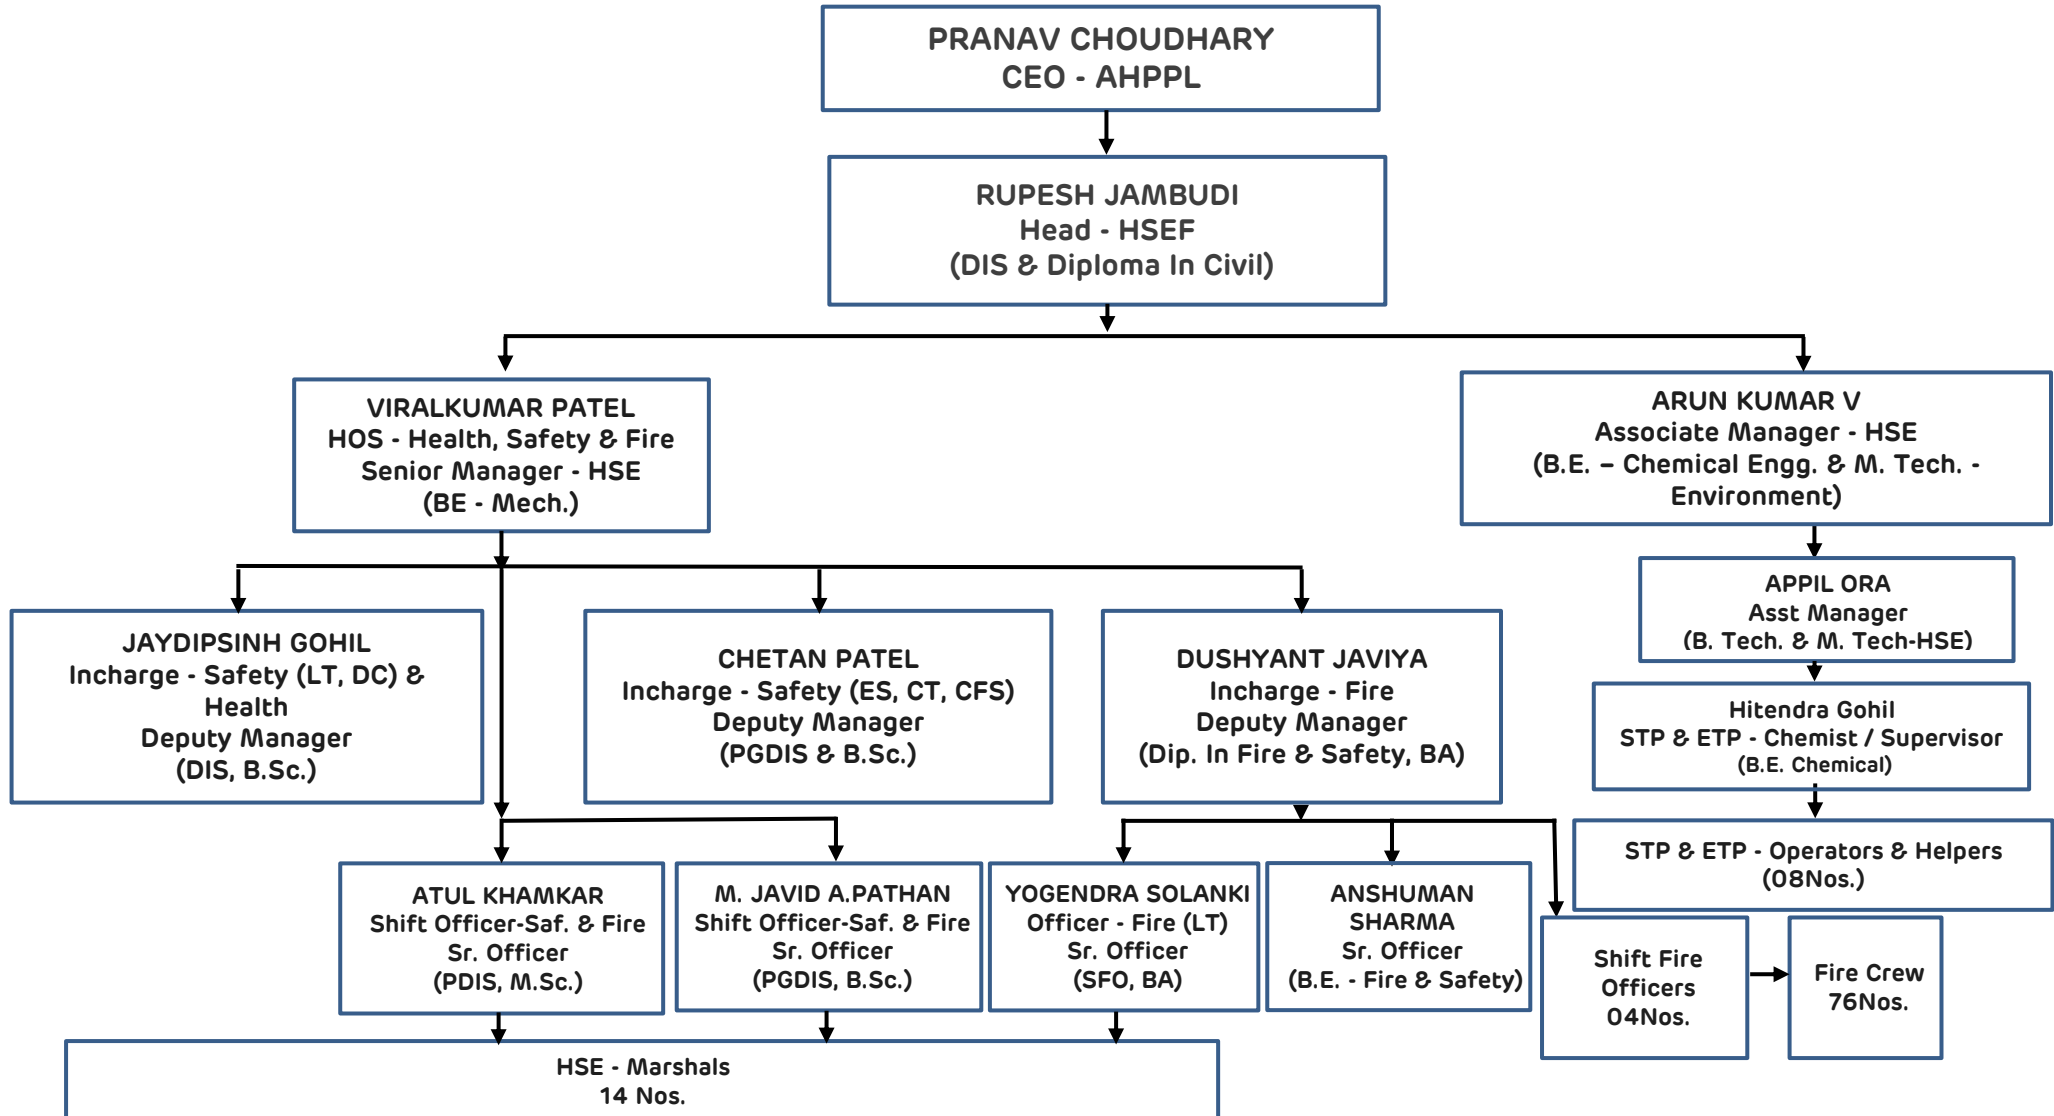 PRANAV CHOUDHARY
CEO - AHPPL
RUPESH JAMBUDI
Head - HSEF
(DIS & Diploma In Civil)
VIRALKUMAR PATEL
HOS - Health, Safety & Fire
Senior Manager - HSE
(BE - Mech.)
ARUN KUMAR V
Associate Manager - HSE
(B.E. – Chemical Engg. & M. Tech. -
Environment)
JAYDIPSINH GOHIL
Incharge - Safety (LT, DC) &
Health
Deputy Manager
(DIS, B.Sc.)
CHETAN PATEL
Incharge - Safety (ES, CT, CFS)
Deputy Manager
(PGDIS & B.Sc.)
DUSHYANT JAVIYA
Incharge - Fire
Deputy Manager
(Dip. In Fire & Safety, BA)
APPIL ORA
Asst Manager
(B. Tech. & M. Tech-HSE)
Hitendra Gohil
STP & ETP - Chemist / Supervisor
(B.E. Chemical)
STP & ETP - Operators & Helpers
(08Nos.)
ATUL KHAMKAR
Shift Officer-Saf. & Fire
Sr. Officer
(PDIS, M.Sc.)
M. JAVID A.PATHAN
Shift Officer-Saf. & Fire
Sr. Officer
(PGDIS, B.Sc.)
YOGENDRA SOLANKI
Officer - Fire (LT)
Sr. Officer
(SFO, BA)
ANSHUMAN
SHARMA
Sr. Officer
(B.E. - Fire & Safety)
Shift Fire
Officers
04Nos.
Fire Crew
76Nos.
HSE - Marshals
14 Nos.